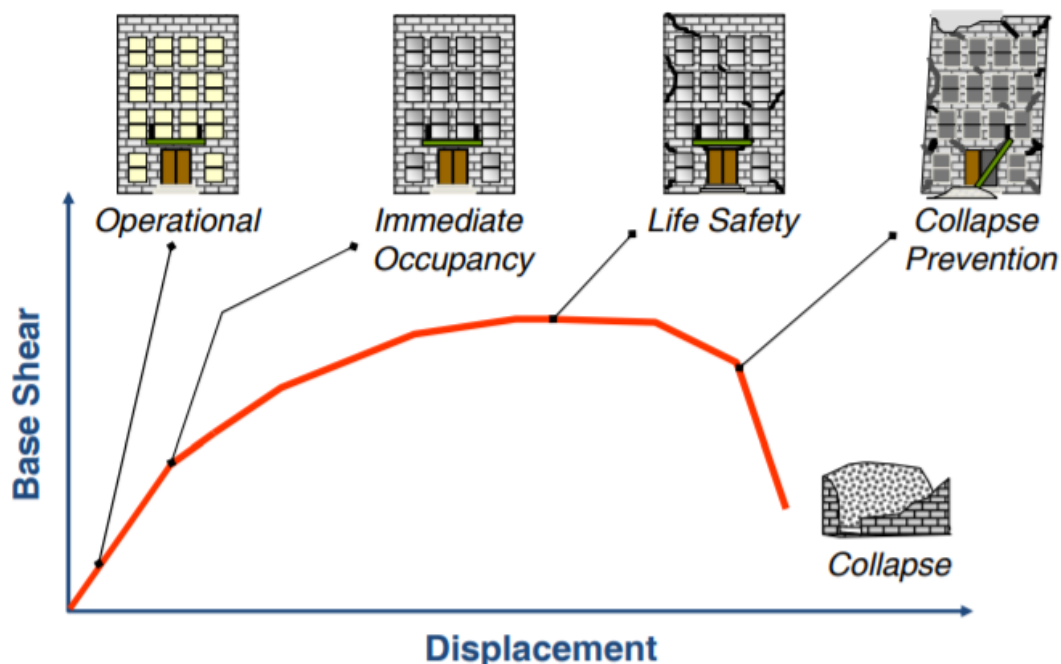 Operational
Immediate
Occupancy
Life Safety
Collapse
Prevention
Base Shear
Collapse
Displacement